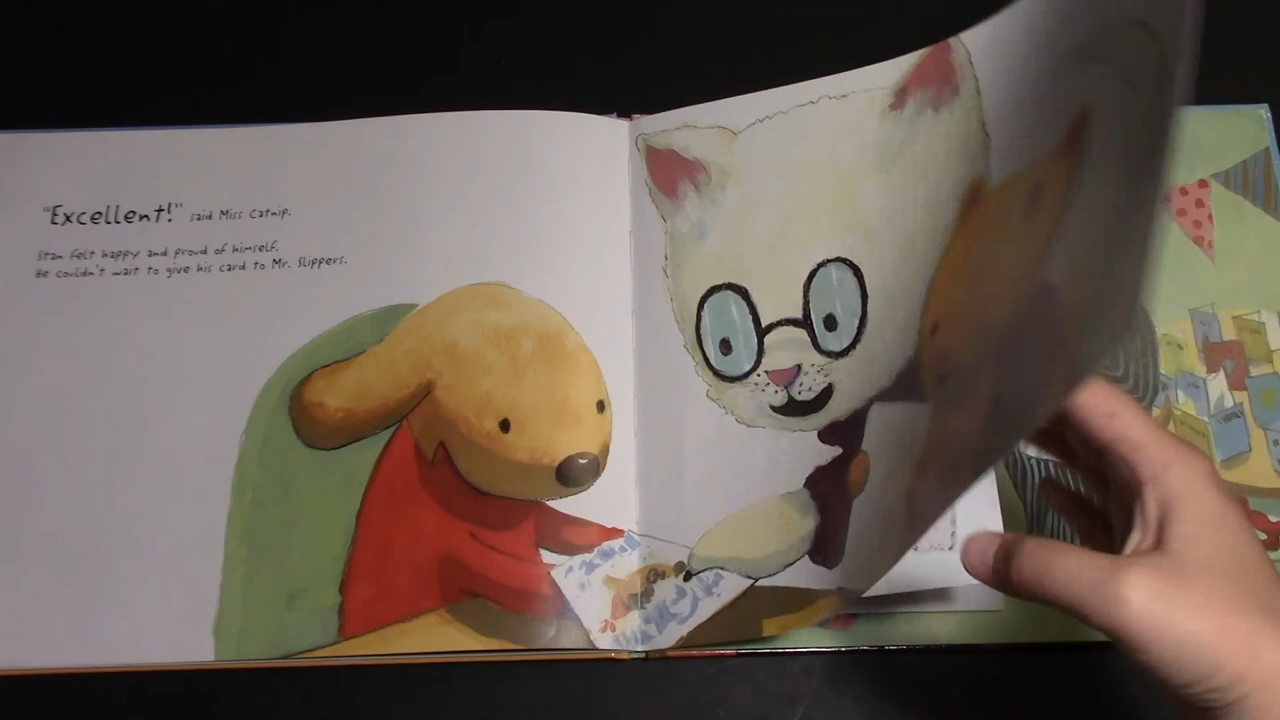 "Excellent!" said Miss Catnip.
Stan felt happy and proud of himself.
He couldn't wait to give his card to Mr. Slippers.